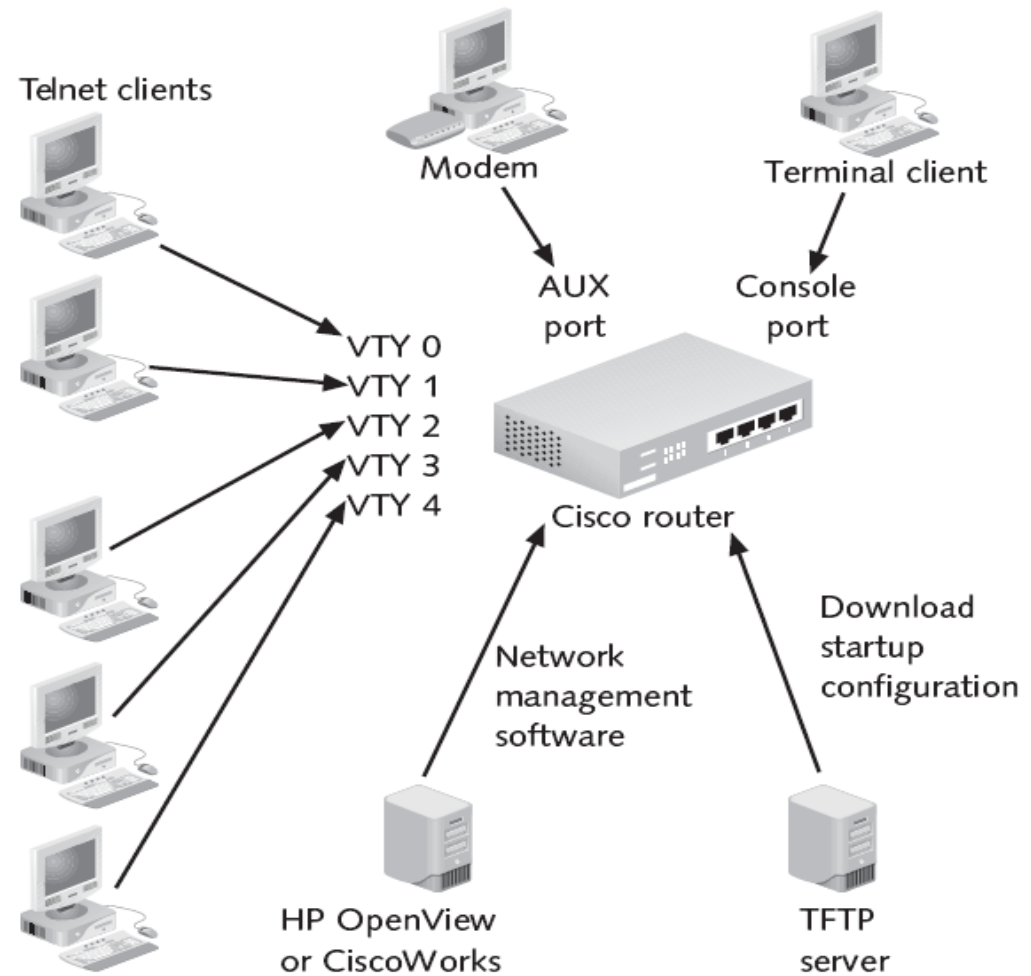 Telnet clients
Modem
Terminal client
AUX
port
Console
port
VTY 0
VTY 1
VTY 2
VTY 3
VTY 4
Cisco router
Network
management
software
Download
startup
configuration
HP OpenView
or CiscoWorks
TFTP
server